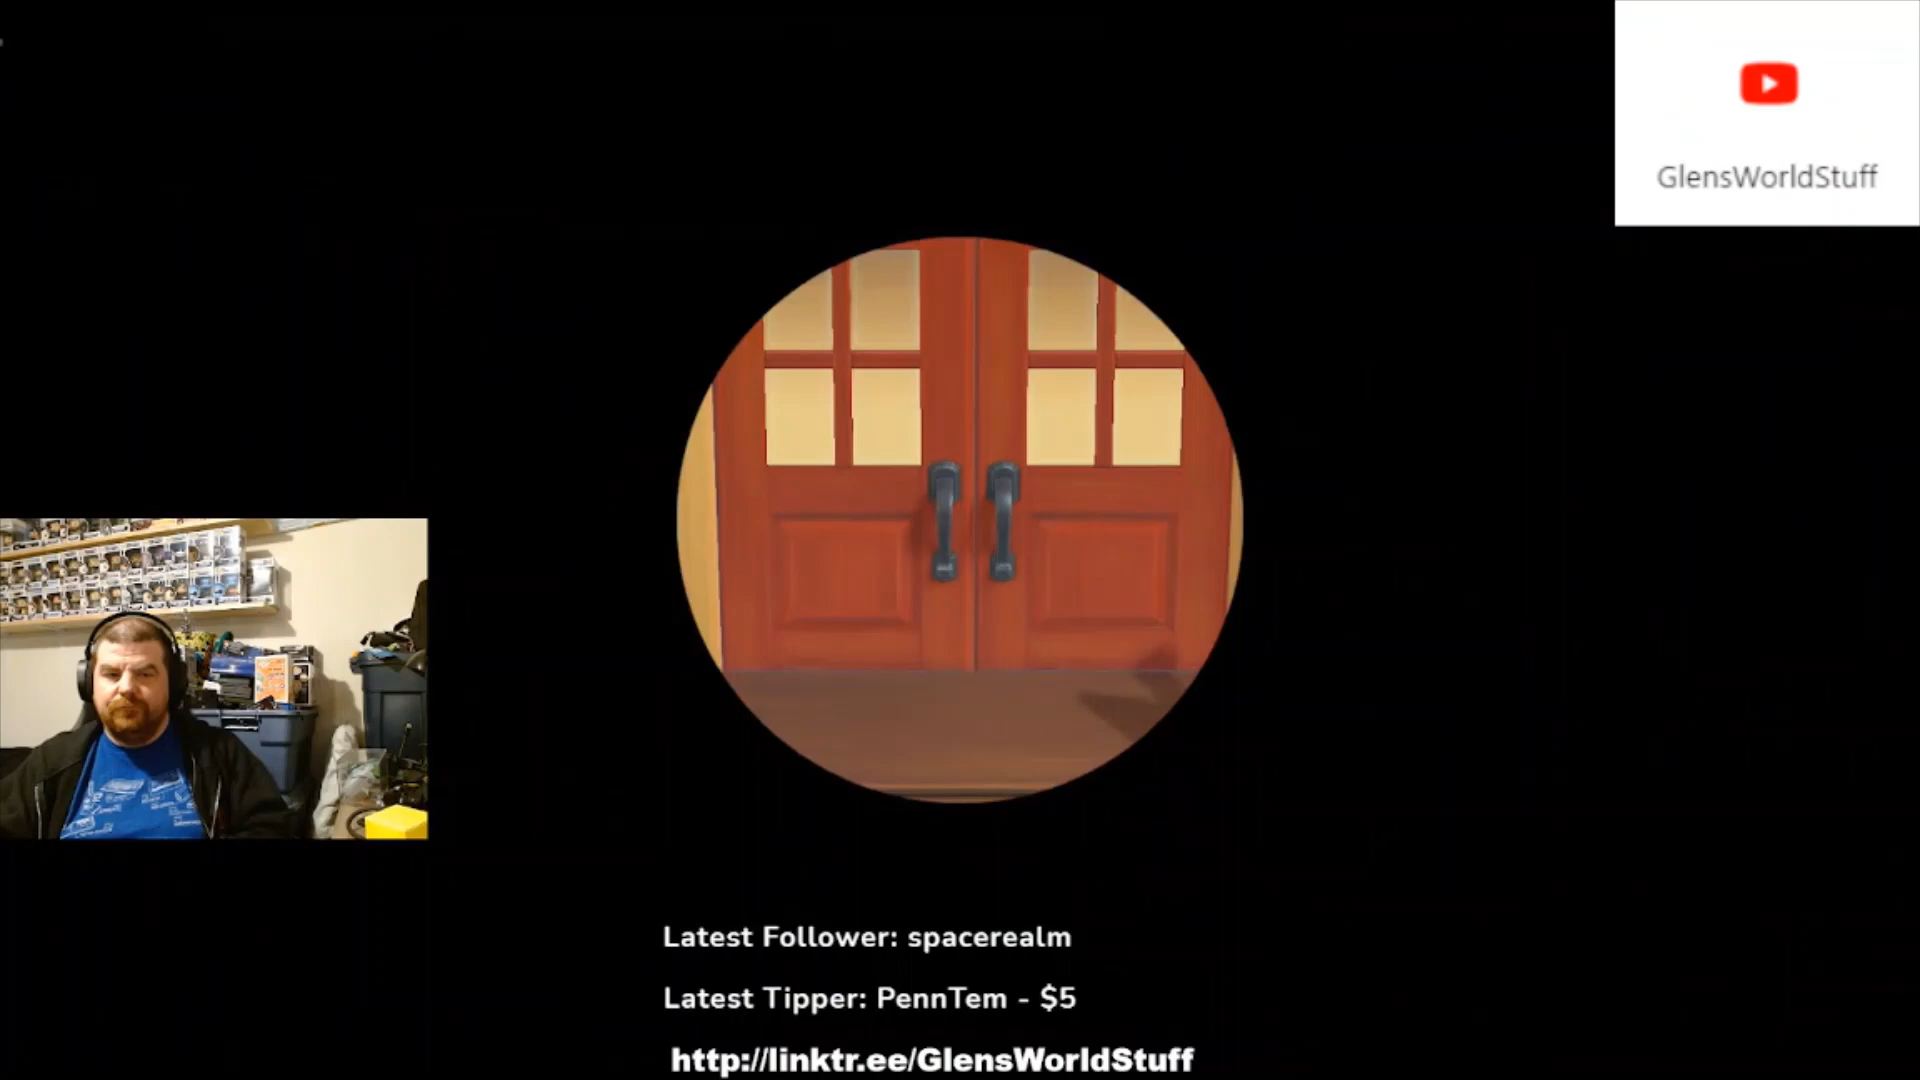 GlensWorldStuff
Latest Follower: spacerealm
Latest Tipper: PennTem - $5
http://linktr.ee/GlensWorldStuff